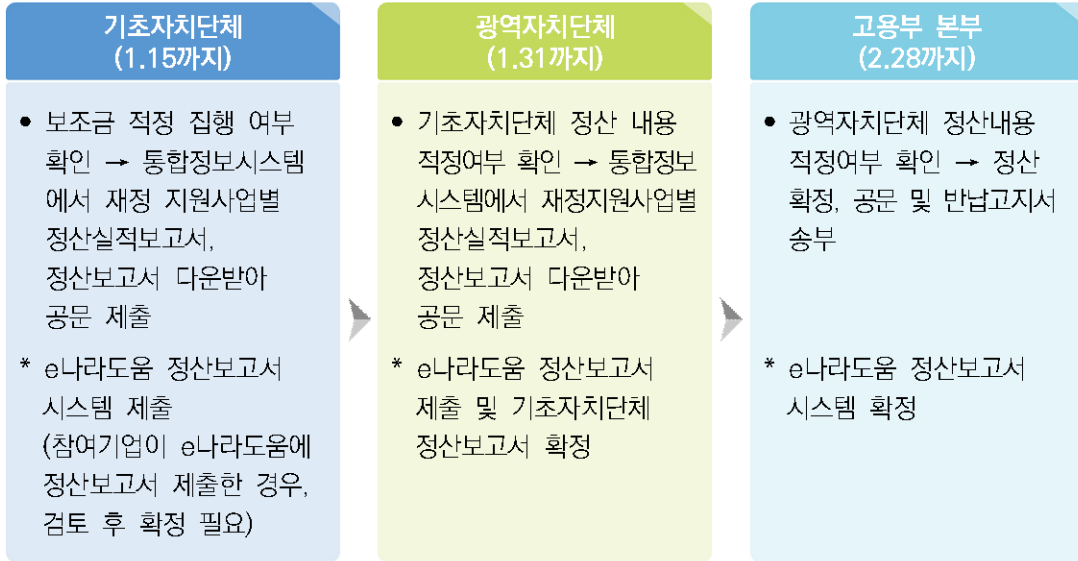 기초자치단체
(1.15까지)
• 보조금 적정 집행 여부
확인 → 통합정보시스템
에서 재정 지원사업별
정산실적보고서,
정산보고서 다운받아
공문 제출
* e나라도움 정산보고서
시스템 제출
(참여기업이 e나라도움에
정산보고서 제출한 경우,
검토 후 확정 필요)
광역자치단체
(1.31까지)
• 기초자치단체 정산 내용
적정여부 확인 → 통합정보
시스템에서 재정지원사업별
정산실적보고서,
정산보고서 다운받아
공문 제출
* e나라도움 정산보고서
제출 및 기초자치단체
정산보고서 확정
고용부 본부
(2.28까지)
• 광역자치단체 정산내용
적정여부 확인 → 정산
확정, 공문 및 반납고지서
송부
* e나라도움 정산보고서
시스템 확정